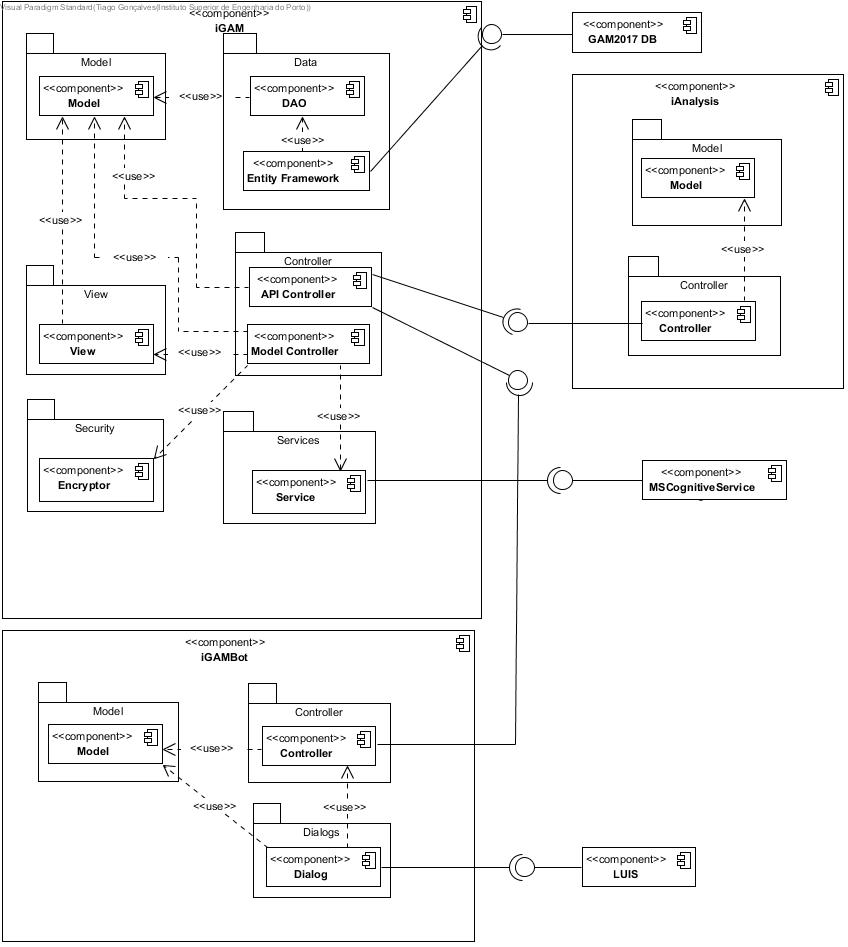 Visual Paradigm Standard(Tiago Gonçalves(Instituto Superior de Engenharia do Porto))
<<component>>
iGAM
Model
<<component>>
Model
Data
<<component>>
DAO
<<use>>
<<use>>
<<component>>
Entity Framework
<<component>>
GAM2017 DB
<<component>>
iAnalysis
Model
<<component>>
Model
<<use>>
Controller
<<component>>
Controller
<<use>>
<<use>>
<<use>>
Controller
<<component>>
API Controller
<<component>>
Model Controller
View
<<component>>
View
<<use>>
<<use>>
<<use>>
Security
<<component>>
Encryptor
Services
<<component>>
Service
<<component>>
MSCognitiveService
<<component>>
iGAMBot
Model
<<component>>
Model
<<use>>
Controller
<<component>>
Controller
<<use>>
<<use>>
Dialogs
<<component>>
Dialog
<<component>>
LUIS